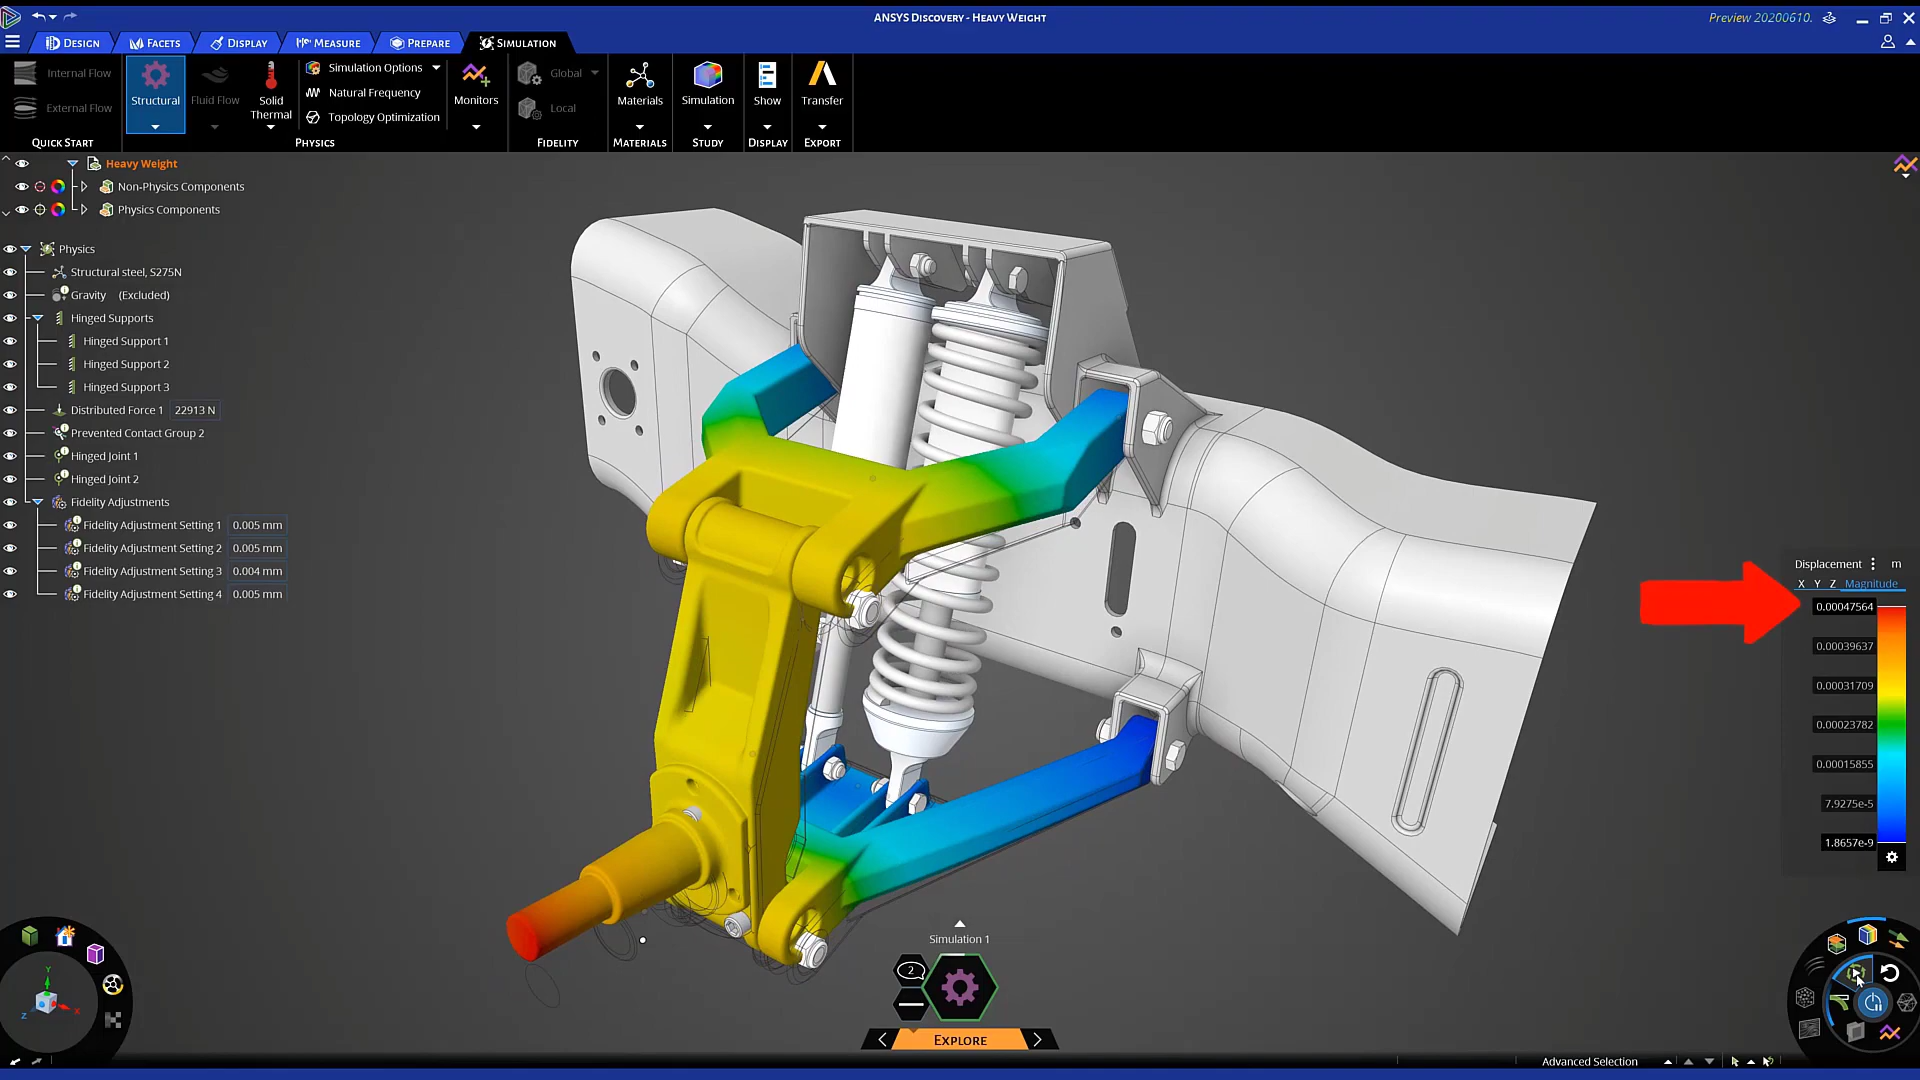 ANSYS Discovery - Heavy Weight
Preview 20200610.
Design
Facets
Display
Measure
Prepare
Simulation
Internal Flow
External Flow
Quick Start
Structural
Fluid Flow
Solid
Thermal
Simulation Options
Natural Frequency
Topology Optimization
Physics
Monitors
Global
Local
Fidelity
Materials
Materials
Simulation
Study
Show
Display
Transfer
Export
Heavy Weight
Non-Physics Components
Physics Components
Physics
Structural steel, S275N
Gravity (Excluded)
Hinged Supports
Hinged Support 1
Hinged Support 2
Hinged Support 3
Distributed Force 1 22913 N
Prevented Contact Group 2
Hinged Joint 1
Hinged Joint 2
Fidelity Adjustments
Fidelity Adjustment Setting 1 0.005 mm
Fidelity Adjustment Setting 2 0.005 mm
Fidelity Adjustment Setting 3 0.004 mm
Fidelity Adjustment Setting 4 0.005 mm
Displacement m
X Y Z Magnitude
0.00047564
0.00039637
0.00031709
0.00023782
0.00015855
7.9275e-5
1.8657e-9
Simulation 1
2
Explore
Y
Z X
Advanced Selection